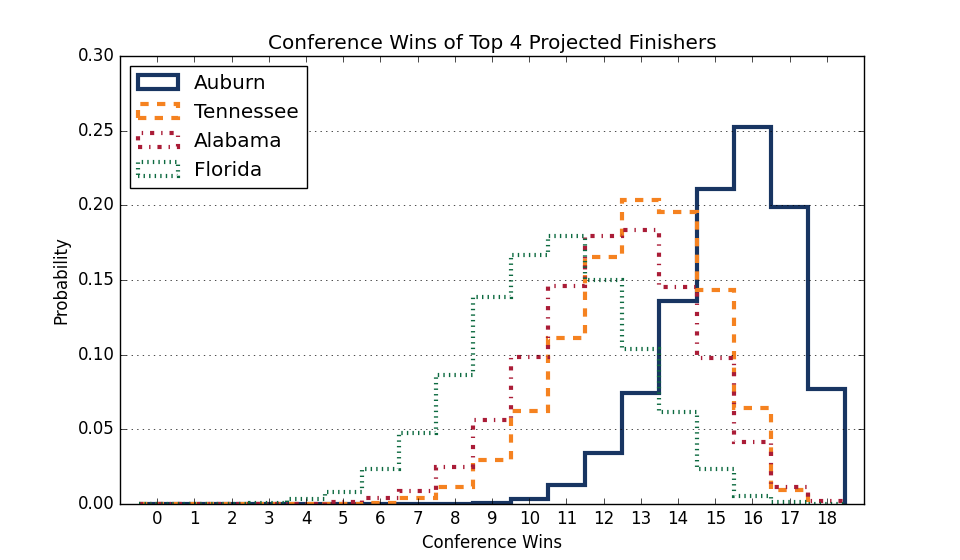 Conference Wins of Top 4 Projected Finishers
0.30
0.25
0.20
0.15
0.10
0.05
0.00
Probability
Auburn
Tennessee
Alabama
Florida
0 1 2 3 4 5 6 7 8 9 10 11 12 13 14 15 16 17 18
Conference Wins